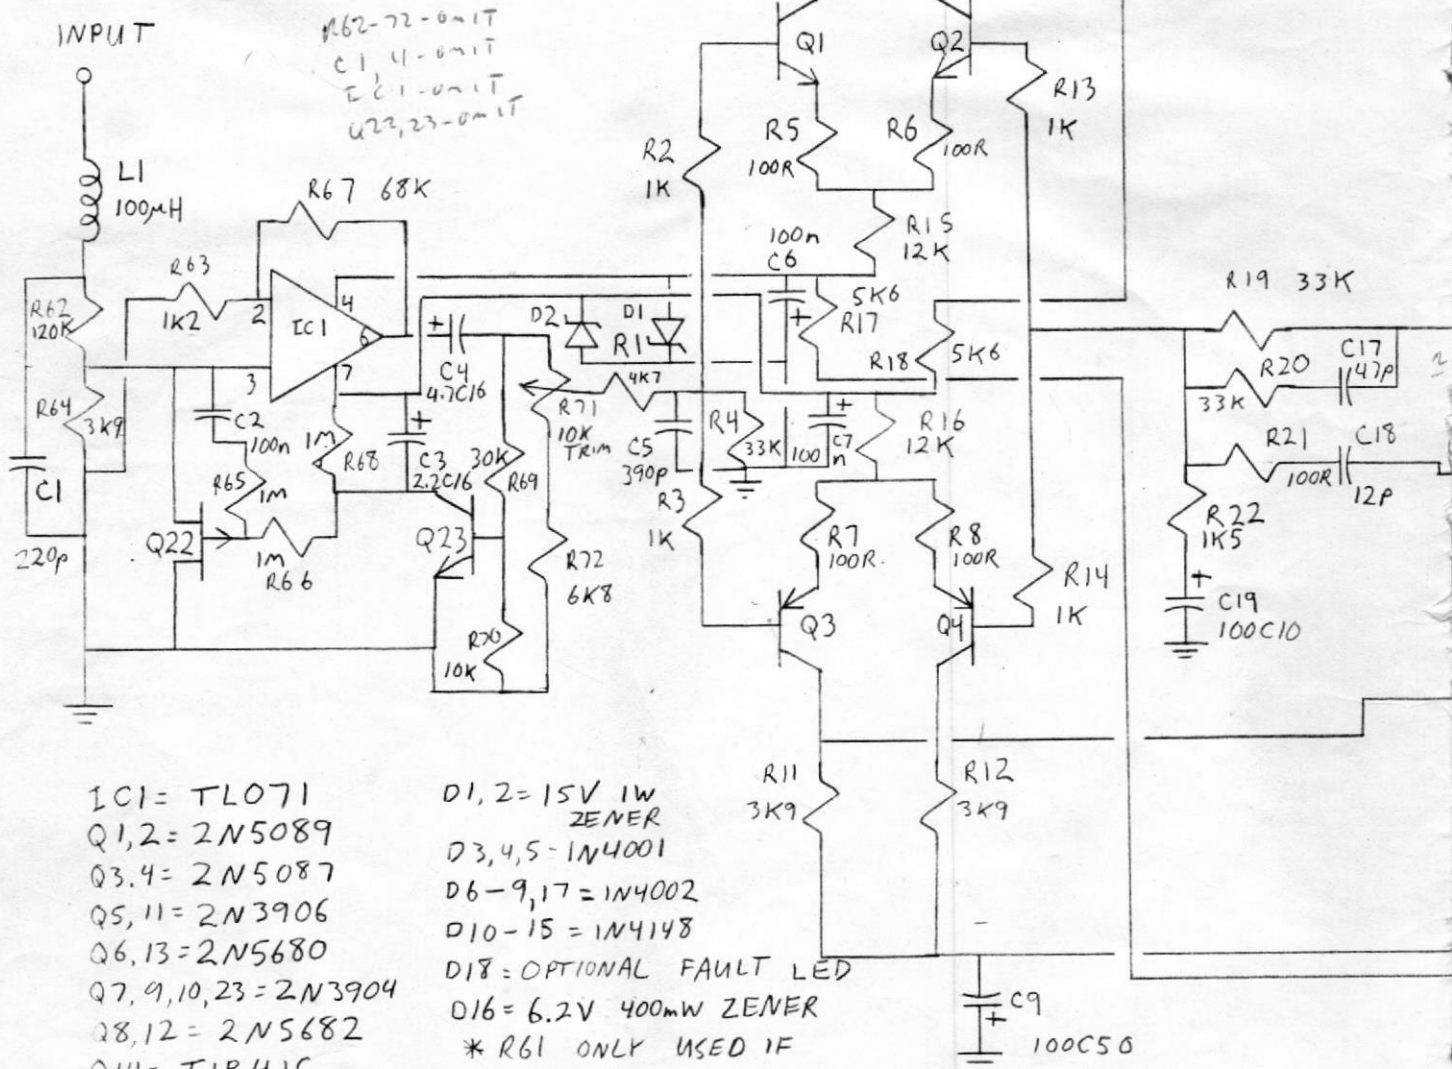 INPUT
R62-72-OMIT
C1, 4-OMIT
IC1-OMIT
Q22,23-OMIT
L1
100µH
R67 68K
R63
1K2
R62
120K
R64
3K9
2
IC1
4
6
3
7
C1
220p
C2
100n
R65
1M
Q22
1M
R66
1M
R68
C3
2.2C16
Q23
C4
4.7C16
30K
R69
R70
10K
R71
10K
TRIM
R72
6K8
D2
D1
R1
4K7
C5
390p
R4
33K
R2
1K
R3
1K
Q1
Q2
R5
100R
R6
100R
R13
1K
R15
12K
100n
C6
5K6
R17
R18
5K6
100
n
C7
R16
12K
R7
100R
R8
100R
Q3
Q4
R14
1K
R19 33K
R20
33K
C17
47p
R21
100R
C18
12p
R22
1K5
C19
100C10
R11
3K9
R12
3K9
C9
100C50
IC1= TL071
Q1,2= 2N5089
Q3,4= 2N5087
Q5,11= 2N3906
Q6,13=2N5680
Q7,9,10,23=2N3904
Q8,12= 2N5682
D1,2=15V 1W
ZENER
D3,4,5=1N4001
D6-9,17=1N4002
D10-15=1N4148
D18=OPTIONAL FAULT LED
D16=6.2V 400mW ZENER
* R61 ONLY USED IF